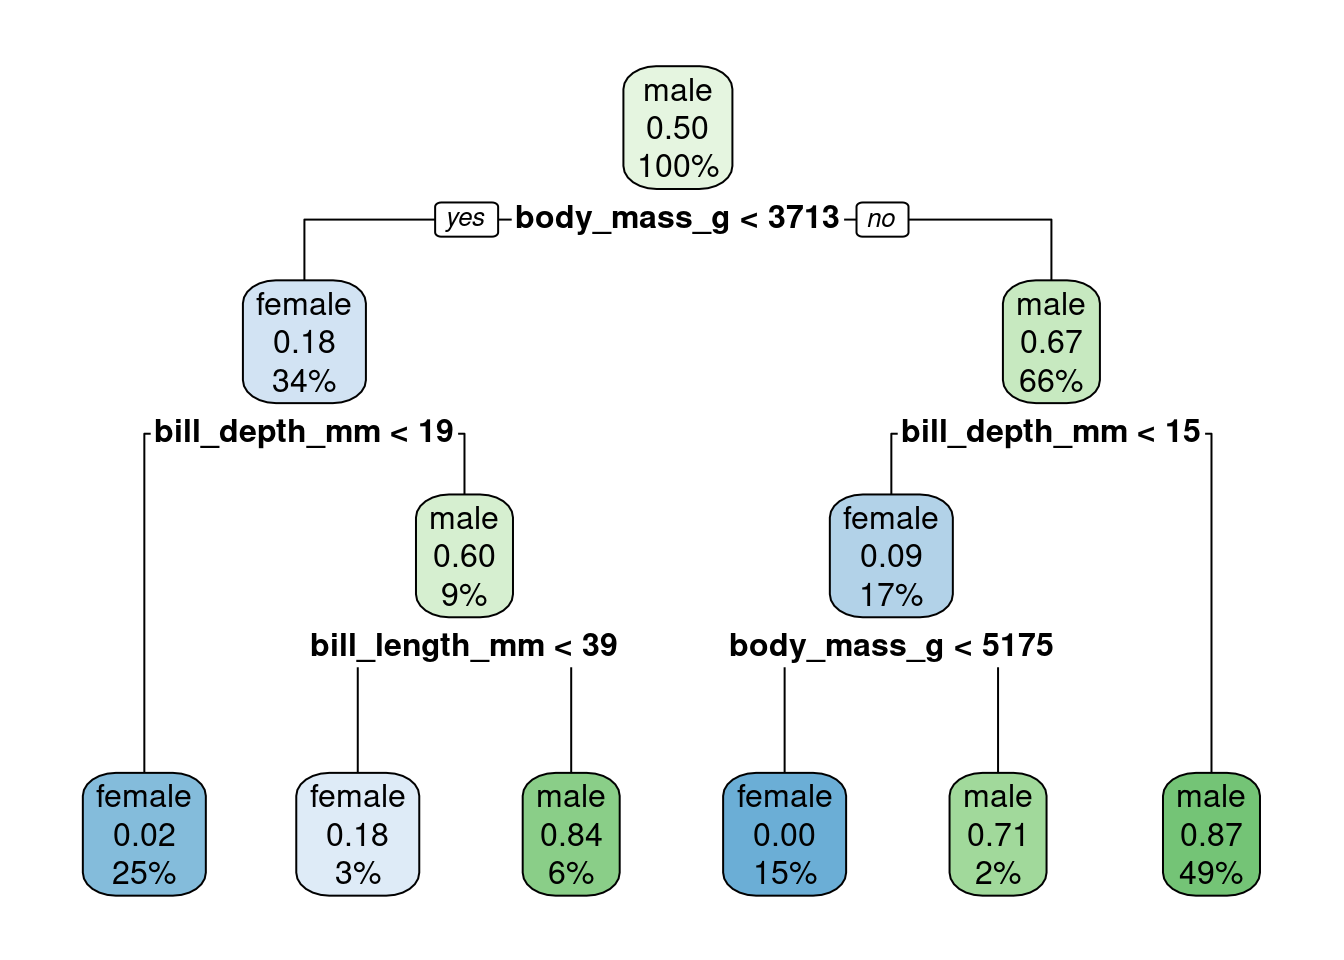 male
0.50
100%
yes body_mass_g < 3713 no
female
0.18
34%
male
0.67
66%
bill_depth_mm < 19
bill_depth_mm < 15
male
0.60
9%
female
0.09
17%
bill_length_mm < 39
body_mass_g < 5175
female
0.02
25%
female
0.18
3%
male
0.84
6%
female
0.00
15%
male
0.71
2%
male
0.87
49%